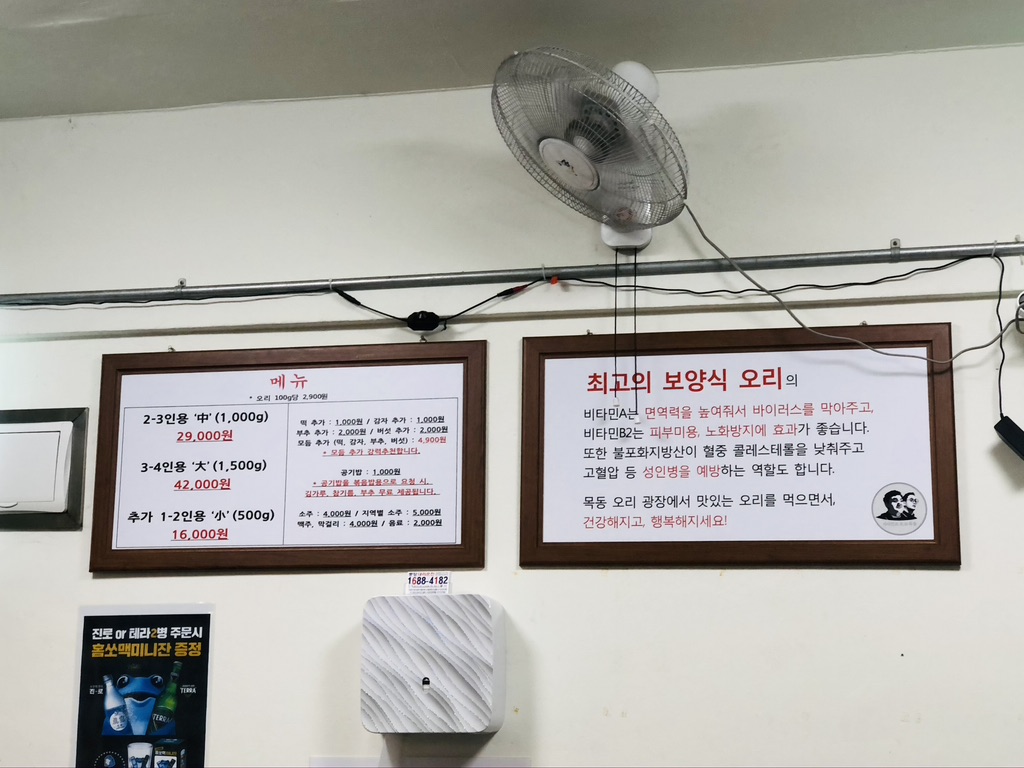 메뉴
* 오리 100g당 2,900원
2-3인용 '中' (1,000g)
29,000원
3-4인용 '大' (1,500g)
42,000원
추가 1-2인용 '小' (500g)
16,000원
떡 추가 : 1,000원 / 감자 추가 : 1,000원
부추 추가 : 2,000원 / 버섯 추가 : 2,000원
모듬 추가 (떡, 감자, 부추, 버섯) : 4,900원
* 모듬 추가 강력추천합니다.
공기밥 : 1,000원
* 공기밥을 볶음밥용으로 요청 시,
김가루, 참기름, 부추 무료 제공됩니다.
소주 : 4,000원 / 지역별 소주 : 5,000원
맥주, 막걸리 : 4,000원 / 음료 : 2,000원
최고의 보양식 오리의
비타민A는 면역력을 높여줘서 바이러스를 막아주고,
비타민B2는 피부미용, 노화방지에 효과가 좋습니다.
또한 불포화지방산이 혈중 콜레스테롤을 낮춰주고
고혈압 등 성인병을 예방하는 역할도 합니다.
목동 오리 광장에서 맛있는 오리를 먹으면서,
건강해지고, 행복해지세요!
1688-4182
진로 or 테라2병 주문시
홈쏘맥미니잔 증정
진·로
TERRA
TERRA